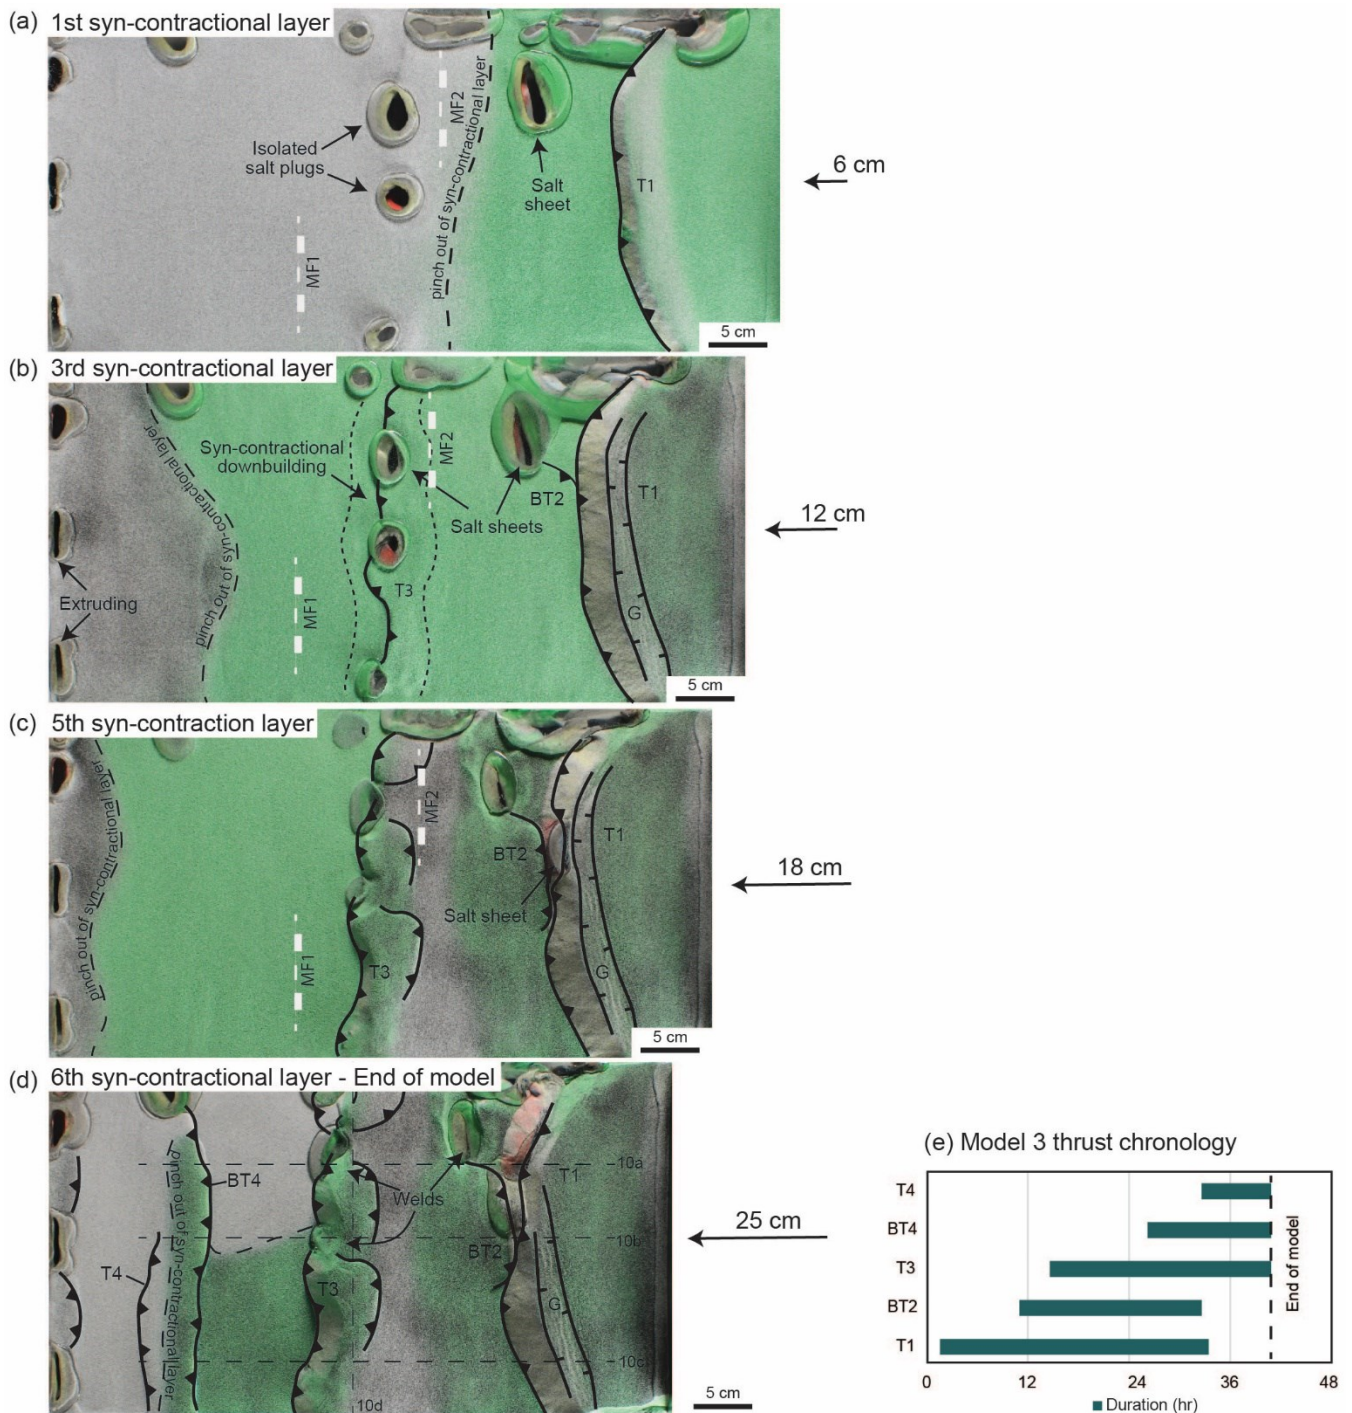 (a) 1st syn-contractional layer
MF2
pinch out of syn-contractional layer
Isolated
salt plugs
Salt
sheet
T1
MF1
5 cm
6 cm
(b) 3rd syn-contractional layer
pinch out of syn-contractional layer
Syn-contractional
downbuilding
MF2
Salt sheets
BT2
T1
Extruding
MF1
T3
G
5 cm
12 cm
(c) 5th syn-contraction layer
pinch out of syn-contractional layer
MF2
T1
BT2
Salt sheet
MF1
T3
G
5 cm
18 cm
(d) 6th syn-contractional layer - End of model
pinch out of syn-contractional layer
BT4
10a
T1
Welds
10b
BT2
T4
T3
G
10c
10d
5 cm
25 cm
(e) Model 3 thrust chronology
T4
BT4
T3
BT2
T1
End of model
0 12 24 36 48
Duration (hr)